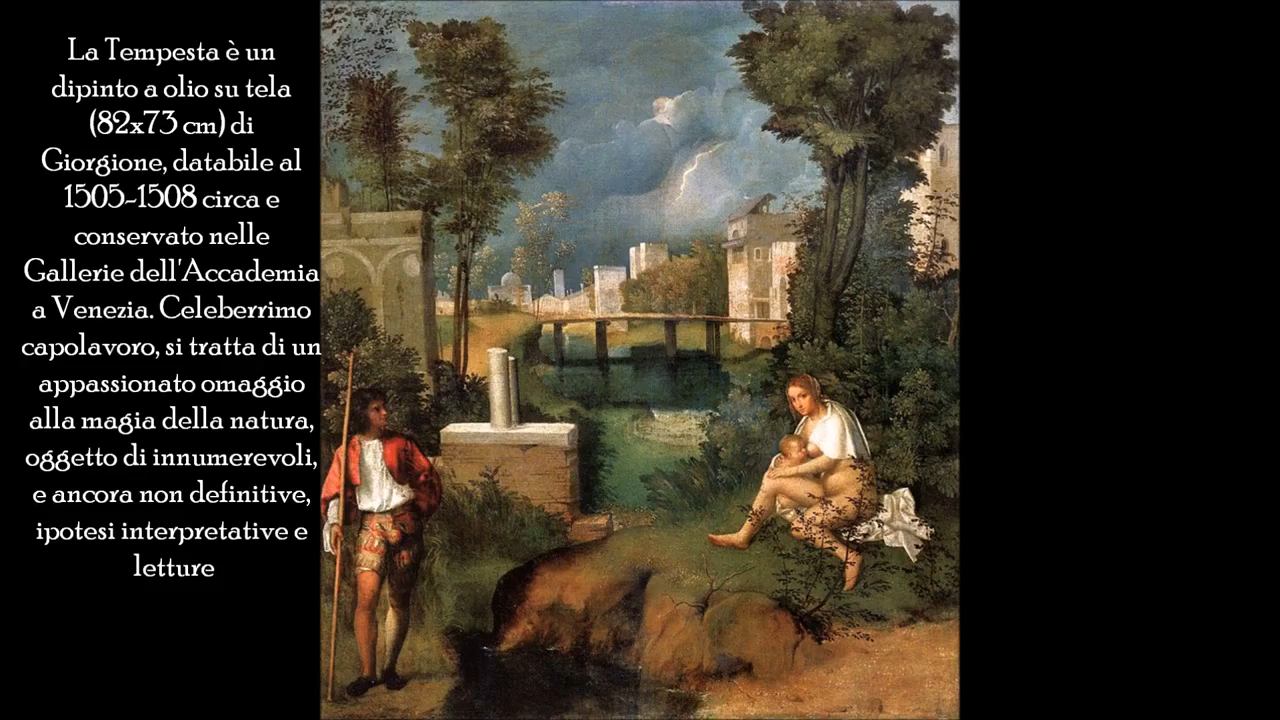 La Tempesta è un
dipinto a olio su tela
(82x73 cm) di
Giorgione, databile al
1505-1508 circa e
conservato nelle
Gallerie dell'Accademia
a Venezia. Celeberrimo
capolavoro, si tratta di un
appassionato omaggio
alla magia della natura,
oggetto di innumerevoli,
e ancora non definitive,
ipotesi interpretative e
letture